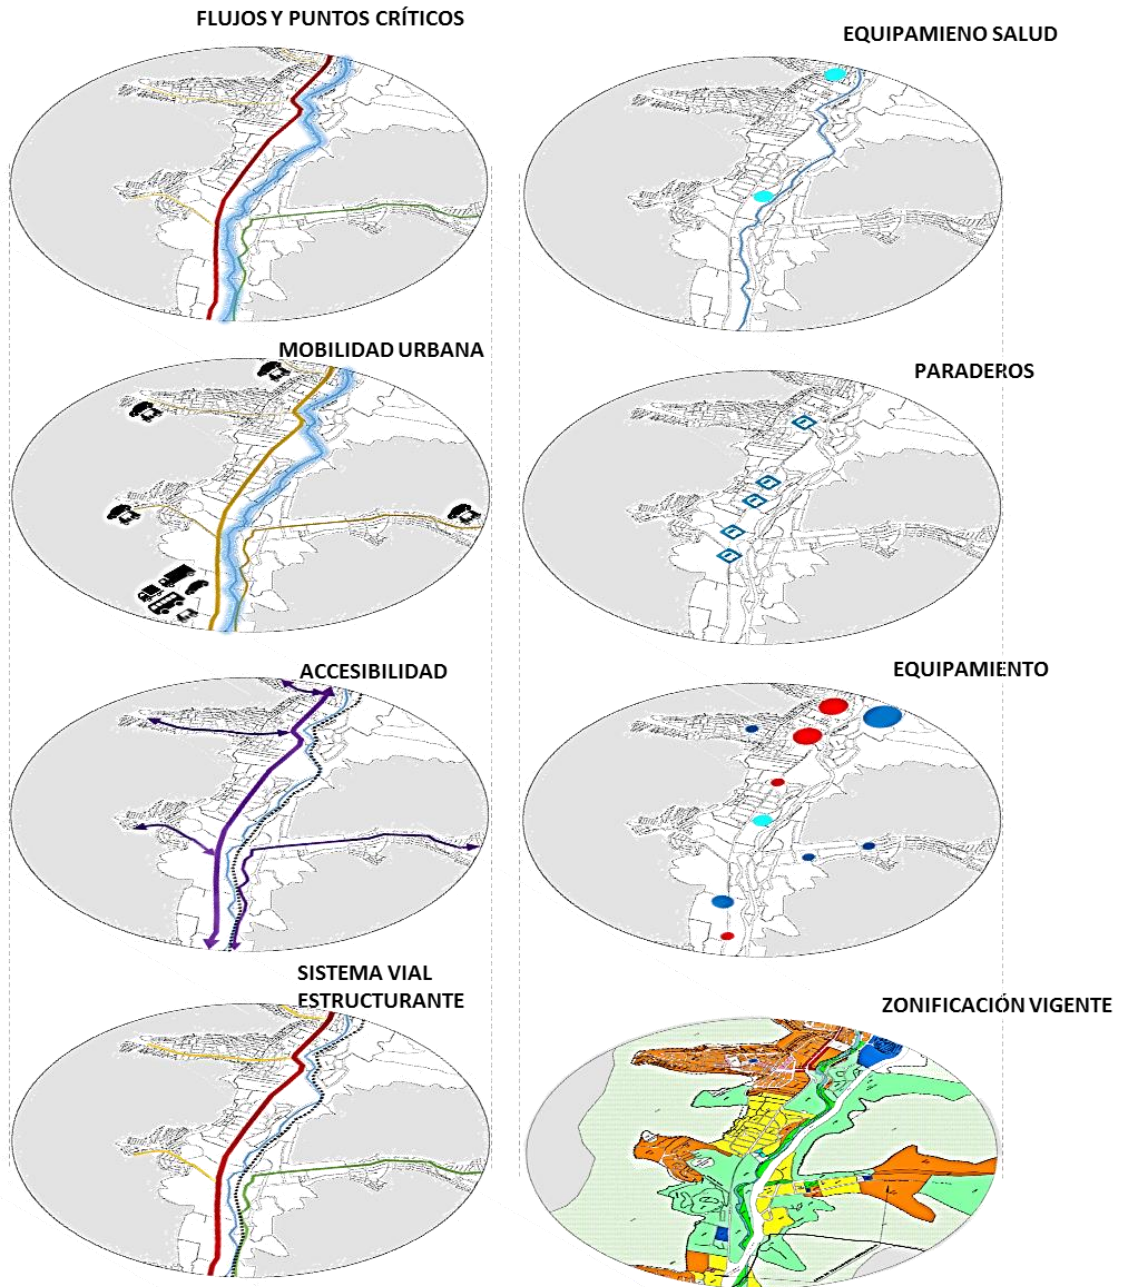 FLUJOS Y PUNTOS CRÍTICOS
EQUIPAMIENO SALUD
MOBILIDAD URBANA
PARADEROS
ACCESIBILIDAD
EQUIPAMIENTO
SISTEMA VIAL
ESTRUCTURANTE
ZONIFICACIÓN VIGENTE